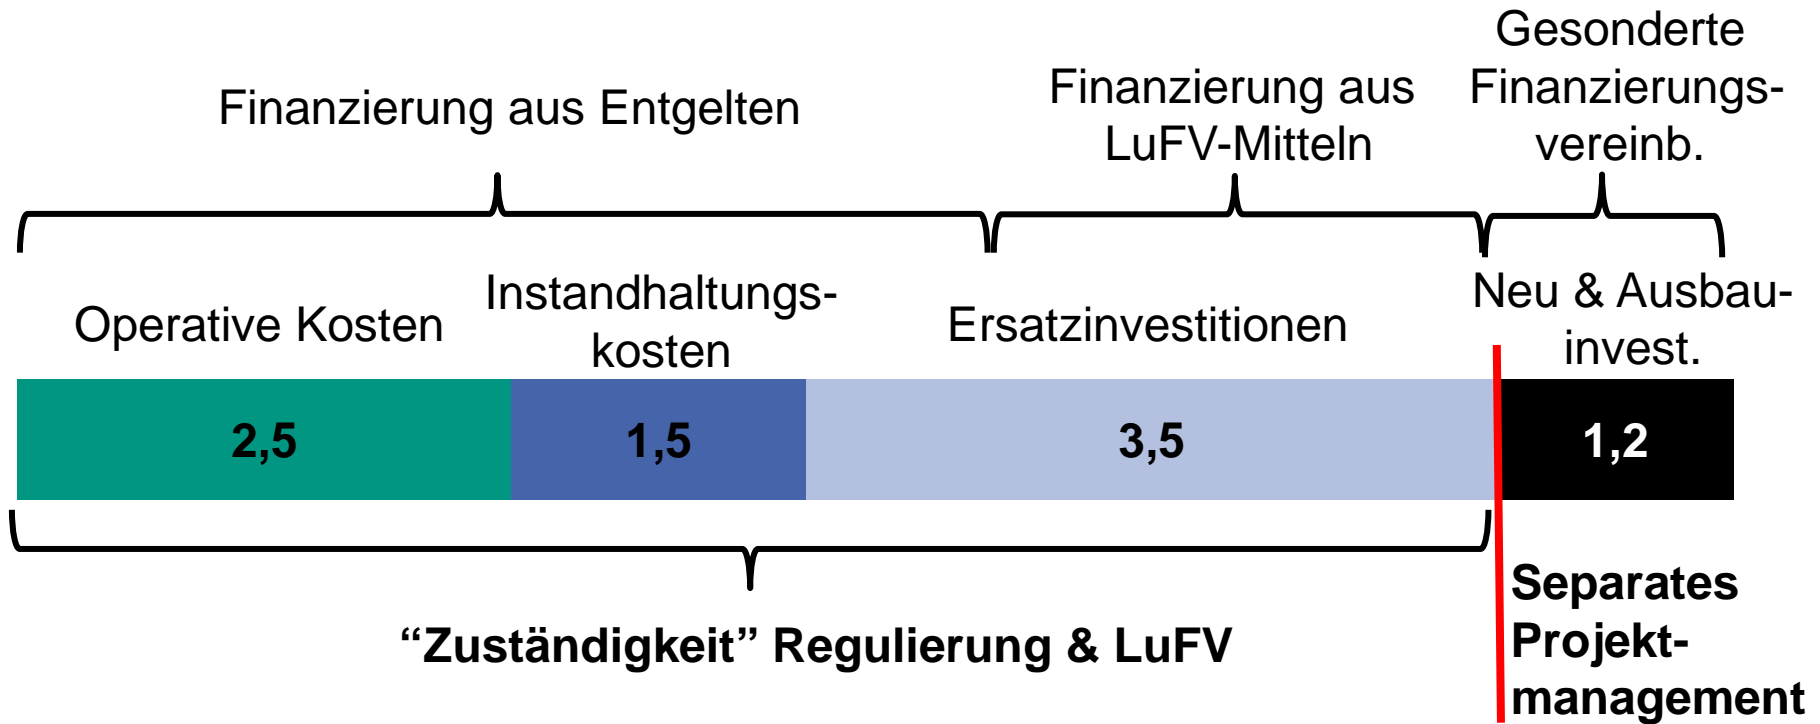 Finanzierung aus Entgelten
Finanzierung aus
LuFV-Mitteln
Gesonderte
Finanzierungs-
vereinb.
Operative Kosten
Instandhaltungs-
kosten
Ersatzinvestitionen
Neu & Ausbau-
invest.
2,5
1,5
3,5
1,2
“Zuständigkeit” Regulierung & LuFV
Separates
Projekt-
management